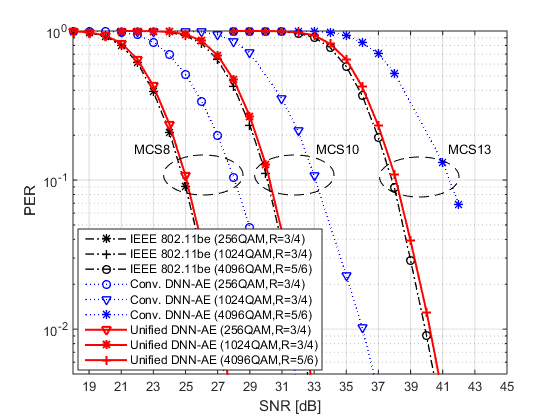 10^0
10^-1
10^-2
PER
MCS8
MCS10
MCS13
IEEE 802.11be (256QAM,R=3/4)
IEEE 802.11be (1024QAM,R=3/4)
IEEE 802.11be (4096QAM,R=5/6)
Conv. DNN-AE (256QAM,R=3/4)
Conv. DNN-AE (1024QAM,R=3/4)
Conv. DNN-AE (4096QAM,R=5/6)
Unified DNN-AE (256QAM,R=3/4)
Unified DNN-AE (1024QAM,R=3/4)
Unified DNN-AE (4096QAM,R=5/6)
19 21 23 25 27 29 31 33 35 37 39 41 43 45
SNR [dB]